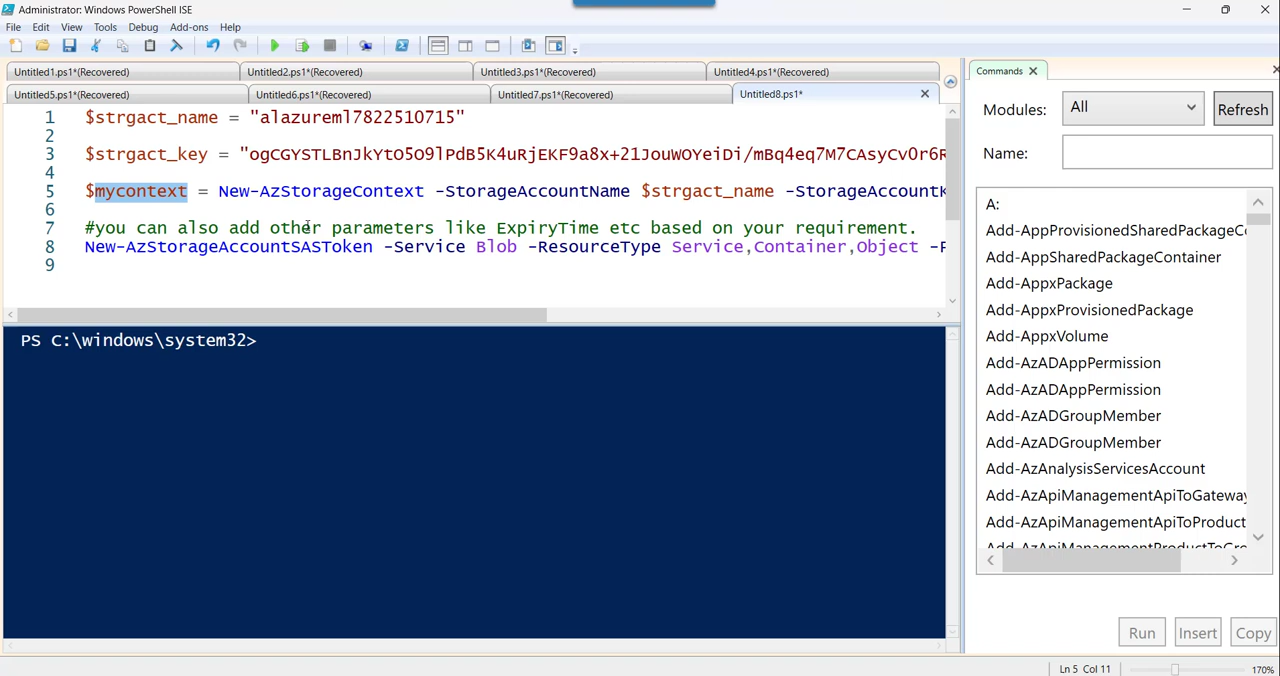 Administrator: Windows PowerShell ISE
File Edit View Tools Debug Add-ons Help
Untitled1.ps1*(Recovered) Untitled2.ps1*(Recovered) Untitled3.ps1*(Recovered) Untitled4.ps1*(Recovered)
Untitled5.ps1*(Recovered) Untitled6.ps1*(Recovered) Untitled7.ps1*(Recovered) Untitled8.ps1*
1 $strgact_name = "alazureml7822510715"
2
3 $strgact_key = "ogCGYSTLBnJkYtO5O9lPdB5K4uRjEKF9a8x+21JouWOYeiDi/mBq4eq7M7CAsyCv0r6R
4
5 $mycontext = New-AzStorageContext -StorageAccountName $strgact_name -StorageAccountK
6
7 #you can also add other parameters like ExpiryTime etc based on your requirement.
8 New-AzStorageAccountSASToken -Service Blob -ResourceType Service,Container,Object -P
9
PS C:\windows\system32>
Commands
Modules: All Refresh
Name:
A:
Add-AppProvisionedSharedPackageCo
Add-AppSharedPackageContainer
Add-AppxPackage
Add-AppxProvisionedPackage
Add-AppxVolume
Add-AzADAppPermission
Add-AzADAppPermission
Add-AzADGroupMember
Add-AzADGroupMember
Add-AzAnalysisServicesAccount
Add-AzApiManagementApiToGateway
Add-AzApiManagementApiToProduct
Add-AzApiManagementProductToGro
Run Insert Copy
Ln 5 Col 11 170%